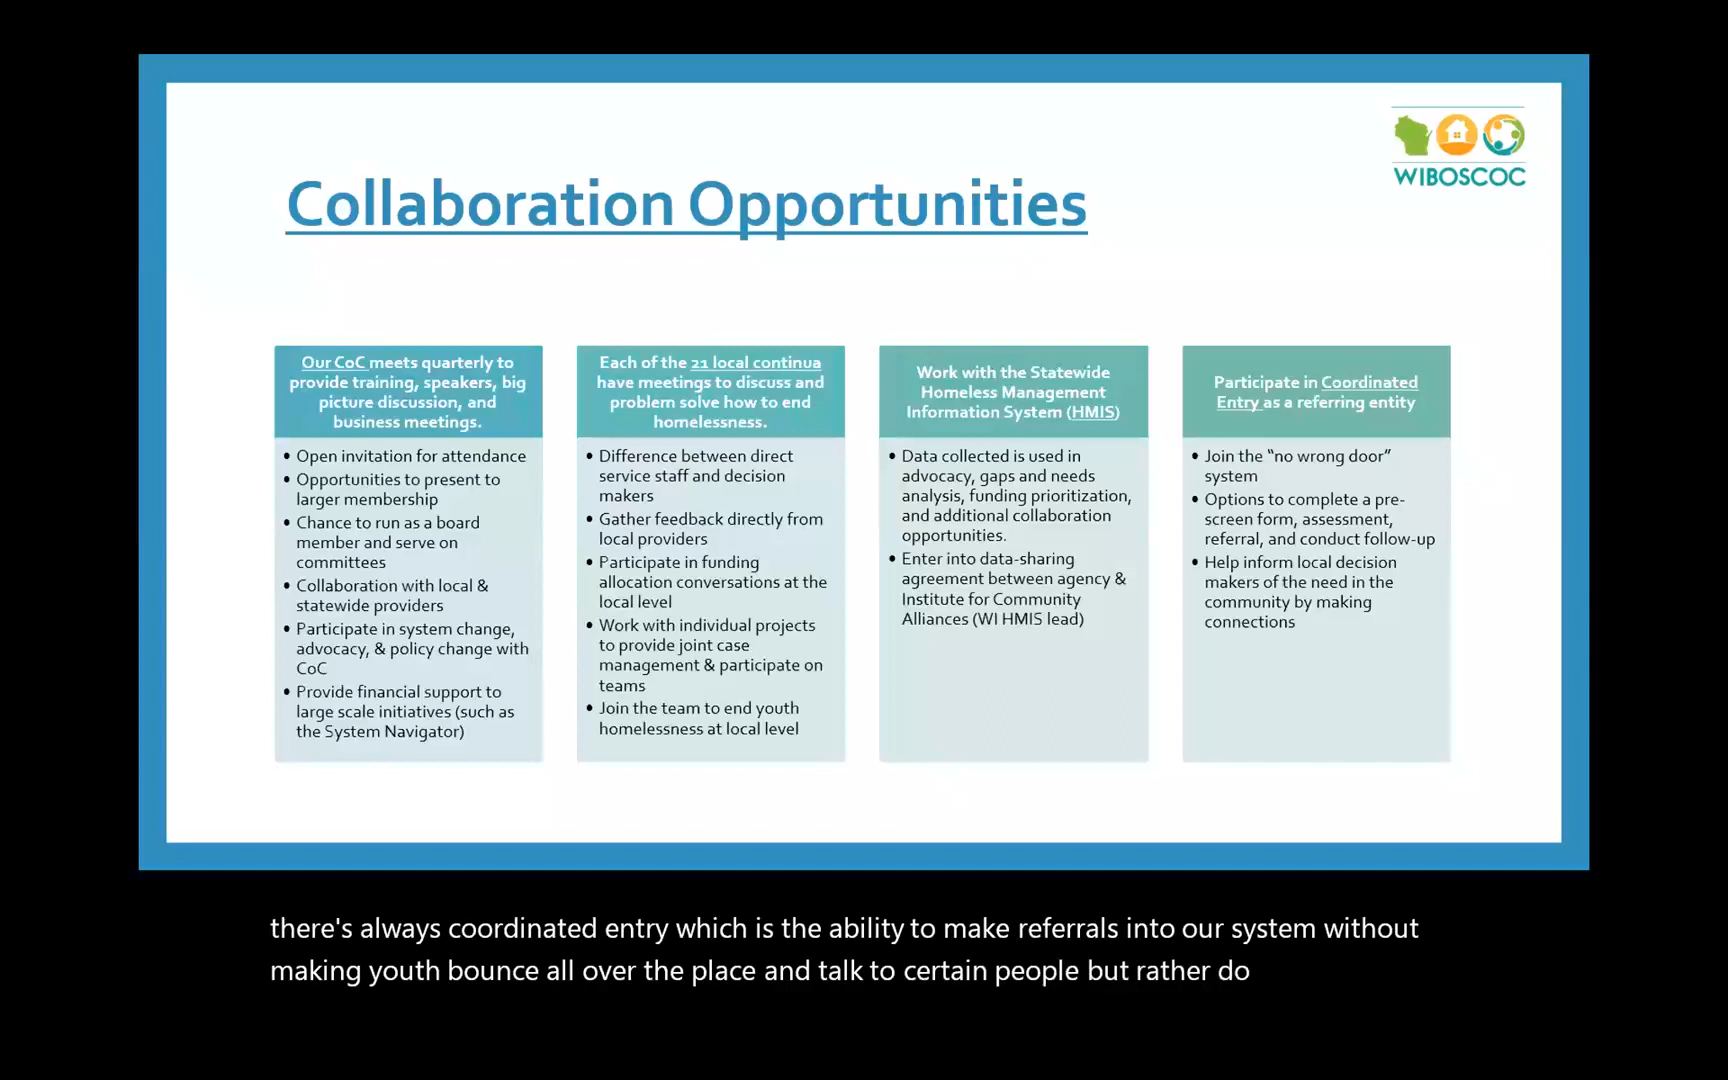 WIBOSCOC
Collaboration Opportunities
Our CoC meets quarterly to
provide training, speakers, big
picture discussion, and
business meetings.
• Open invitation for attendance
• Opportunities to present to
larger membership
• Chance to run as a board
member and serve on
committees
• Collaboration with local &
statewide providers
• Participate in system change,
advocacy, & policy change with
CoC
• Provide financial support to
large scale initiatives (such as
the System Navigator)
Each of the 21 local continua
have meetings to discuss and
problem solve how to end
homelessness.
• Difference between direct
service staff and decision
makers
• Gather feedback directly from
local providers
• Participate in funding
allocation conversations at the
local level
• Work with individual projects
to provide joint case
management & participate on
teams
• Join the team to end youth
homelessness at local level
Work with the Statewide
Homeless Management
Information System (HMIS)
• Data collected is used in
advocacy, gaps and needs
analysis, funding prioritization,
and additional collaboration
opportunities.
• Enter into data-sharing
agreement between agency &
Institute for Community
Alliances (WI HMIS lead)
Participate in Coordinated
Entry as a referring entity
• Join the “no wrong door”
system
• Options to complete a pre-
screen form, assessment,
referral, and conduct follow-up
• Help inform local decision
makers of the need in the
community by making
connections
there's always coordinated entry which is the ability to make referrals into our system without
making youth bounce all over the place and talk to certain people but rather do